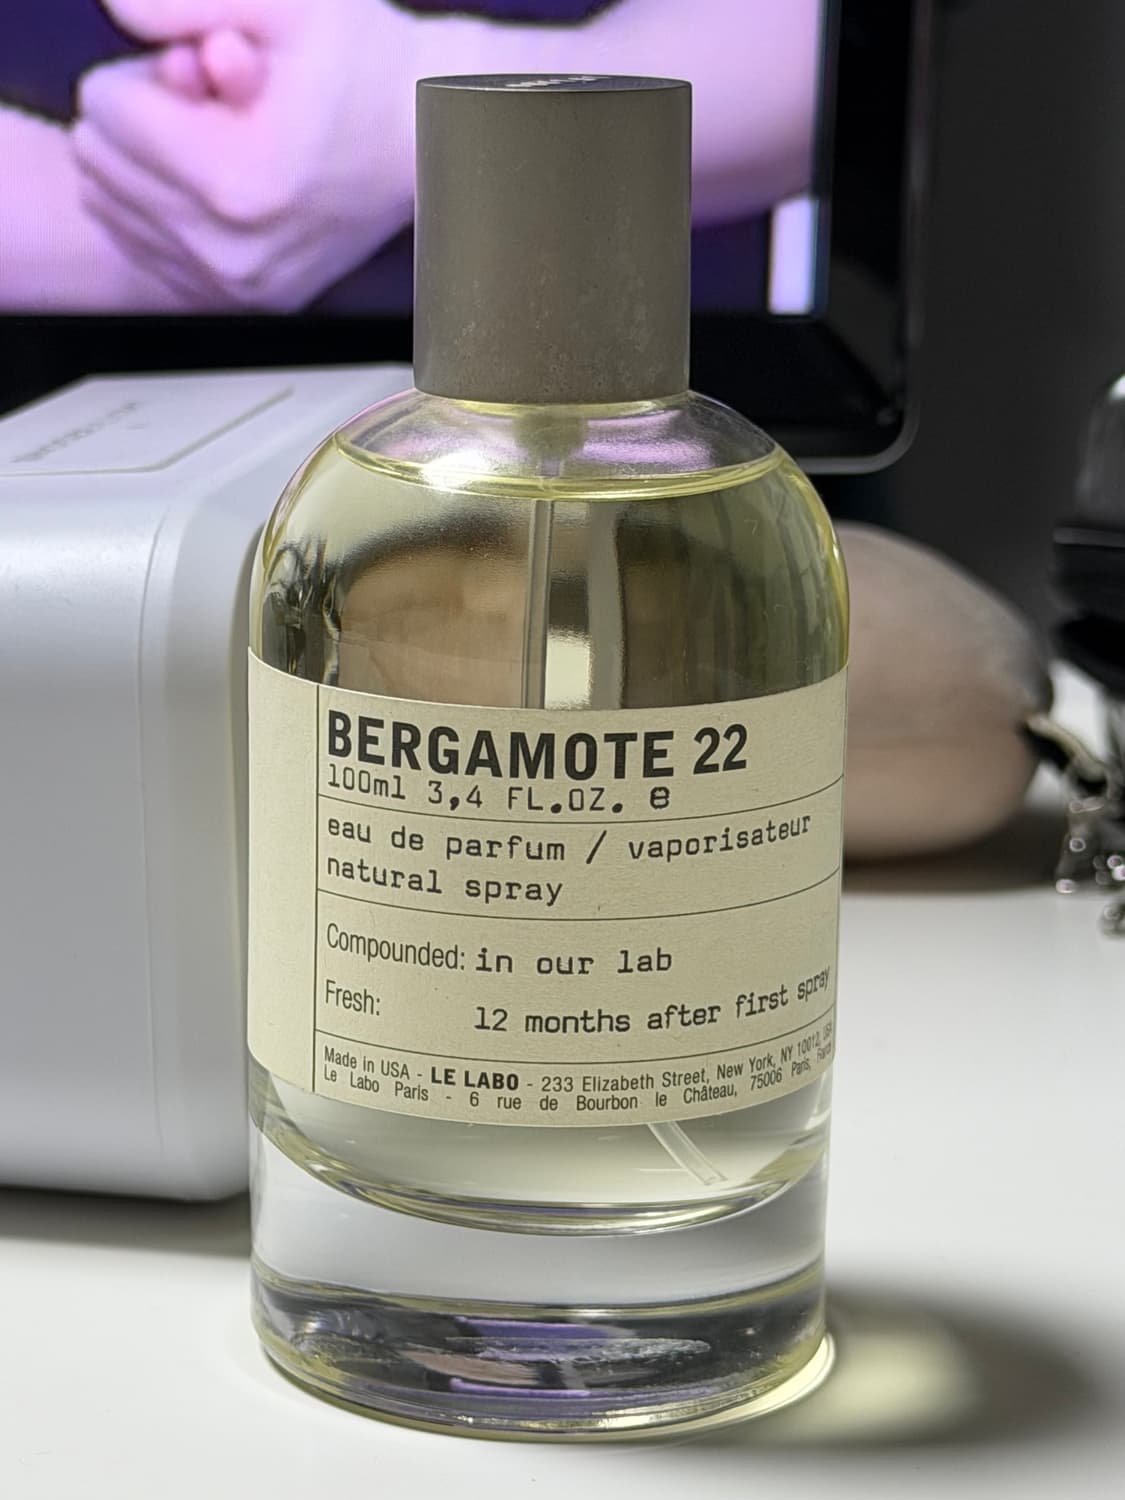 BERGAMOTE 22
100ml 3,4 FL.OZ. e
eau de parfum / vaporisateur
natural spray
Compounded: in our lab
Fresh: 12 months after first spray
Made in USA - LE LABO - 233 Elizabeth Street, New York, NY 10012, USA
Le Labo Paris - 6 rue de Bourbon le Château, 75006 Paris, France